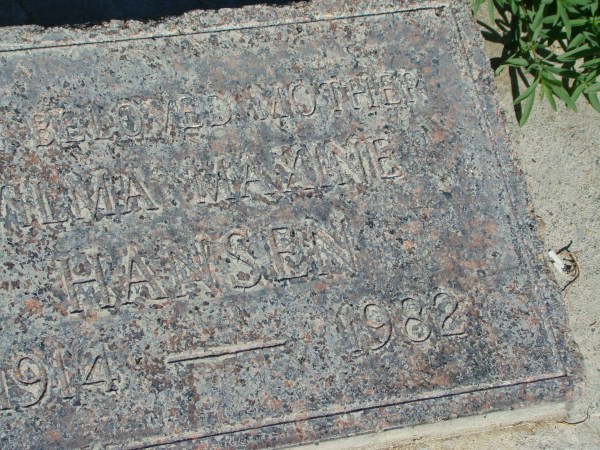 BELOVED MOTHER
ALMA MAXINE
HANSEN
1914 — 1982